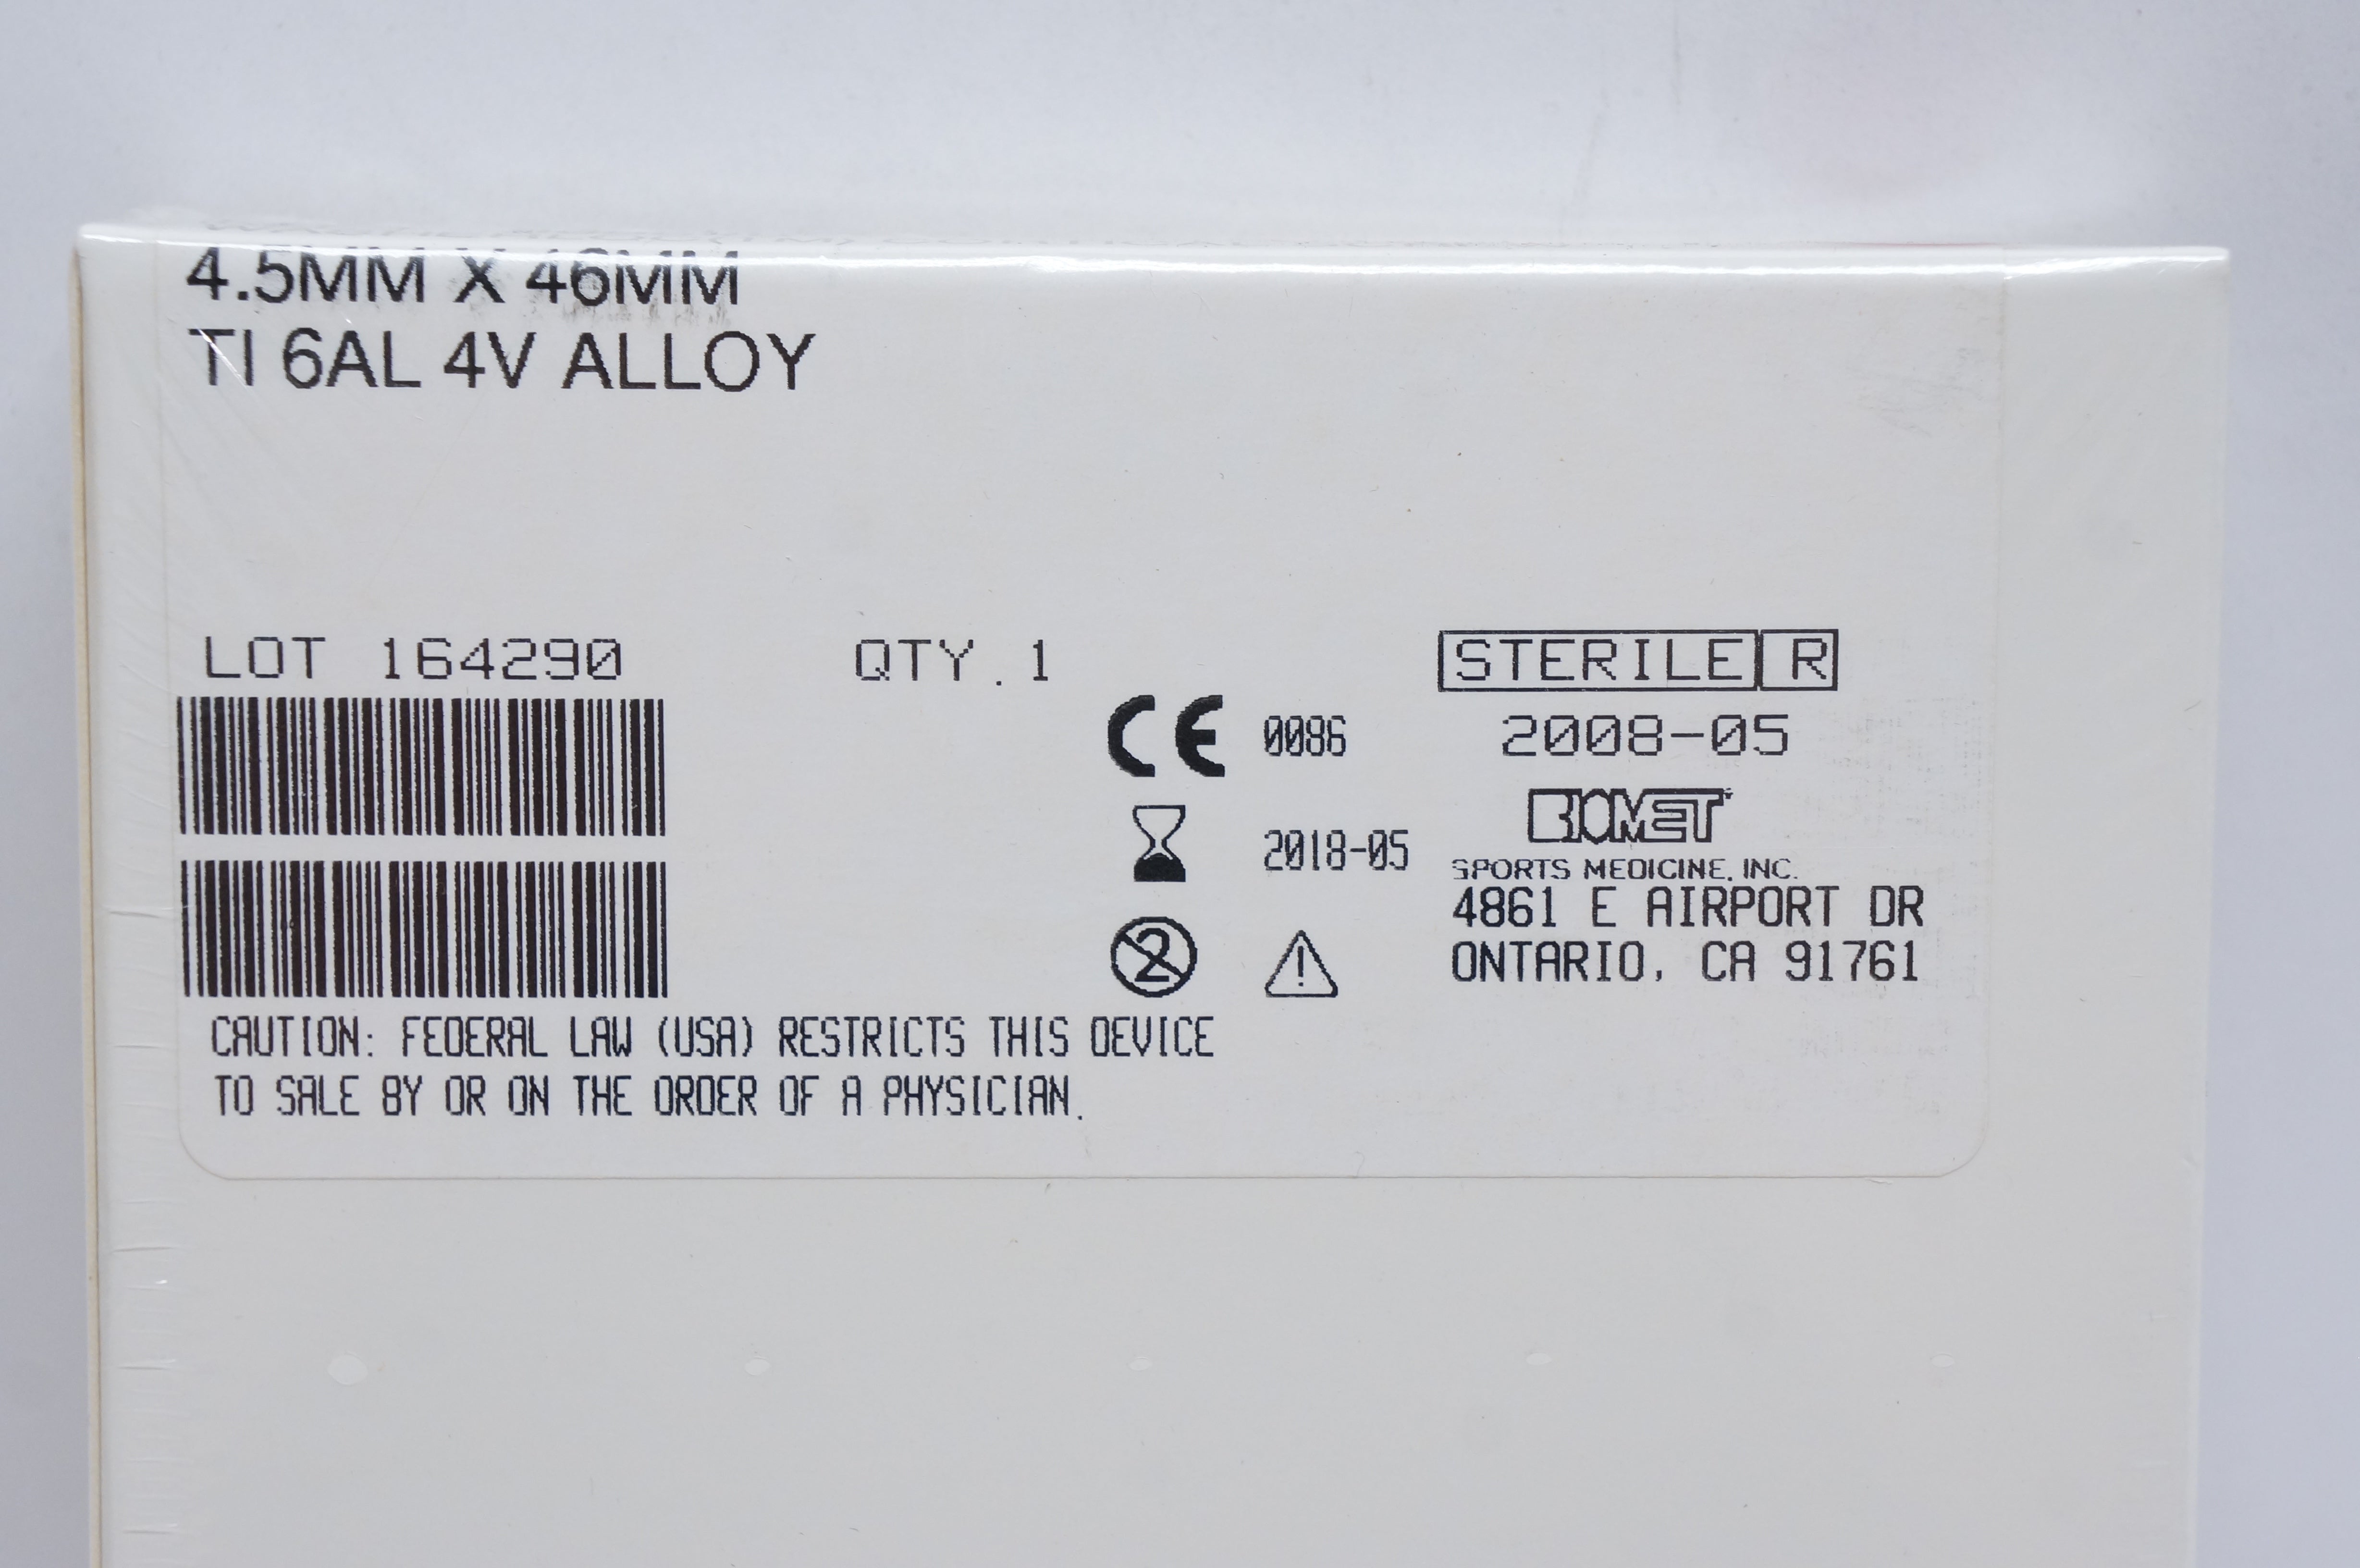 4.5MM X 46MM
TI 6AL 4V ALLOY
LOT 164290
QTY. 1
STERILE R
CE 0086
2008-05
2018-05
BIOMET
SPORTS MEDICINE, INC.
4861 E AIRPORT DR
ONTARIO, CA 91761
2
CAUTION: FEDERAL LAW (USA) RESTRICTS THIS DEVICE
TO SALE BY OR ON THE ORDER OF A PHYSICIAN.